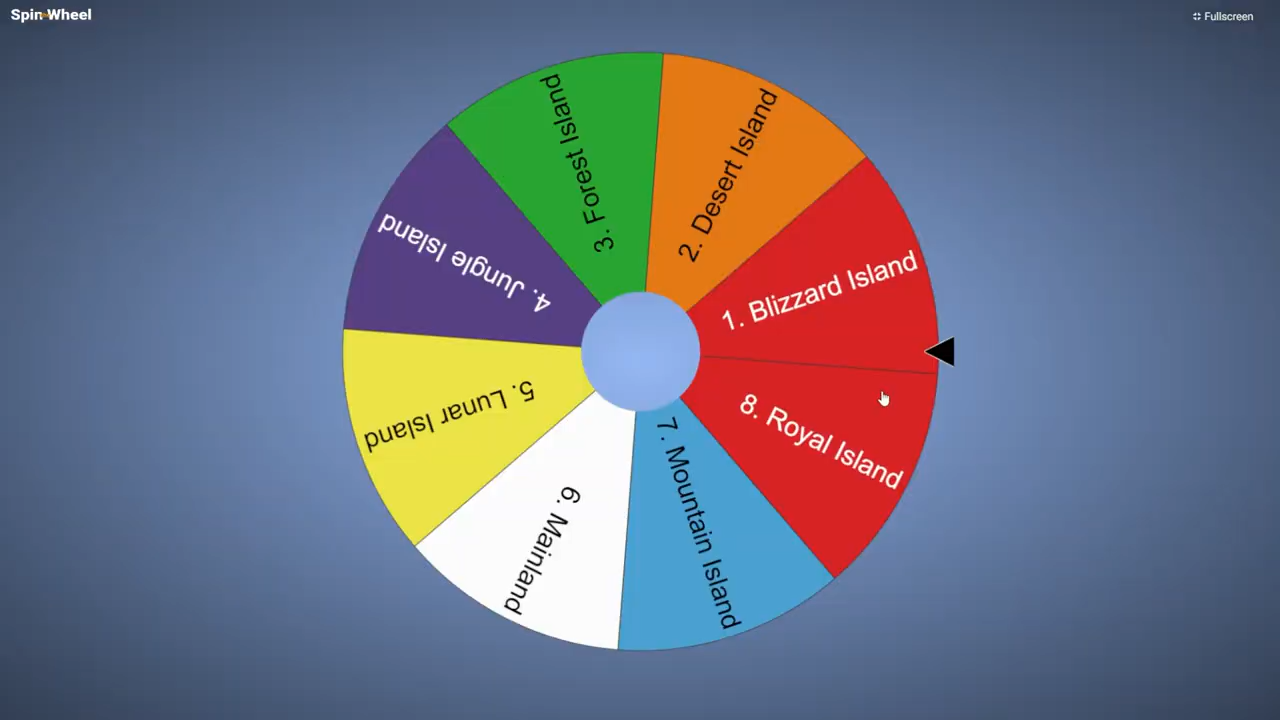 Spin Wheel
Fullscreen
1. Blizzard Island
2. Desert Island
3. Forest Island
4. Jungle Island
5. Lunar Island
6. Mainland
7. Mountain Island
8. Royal Island